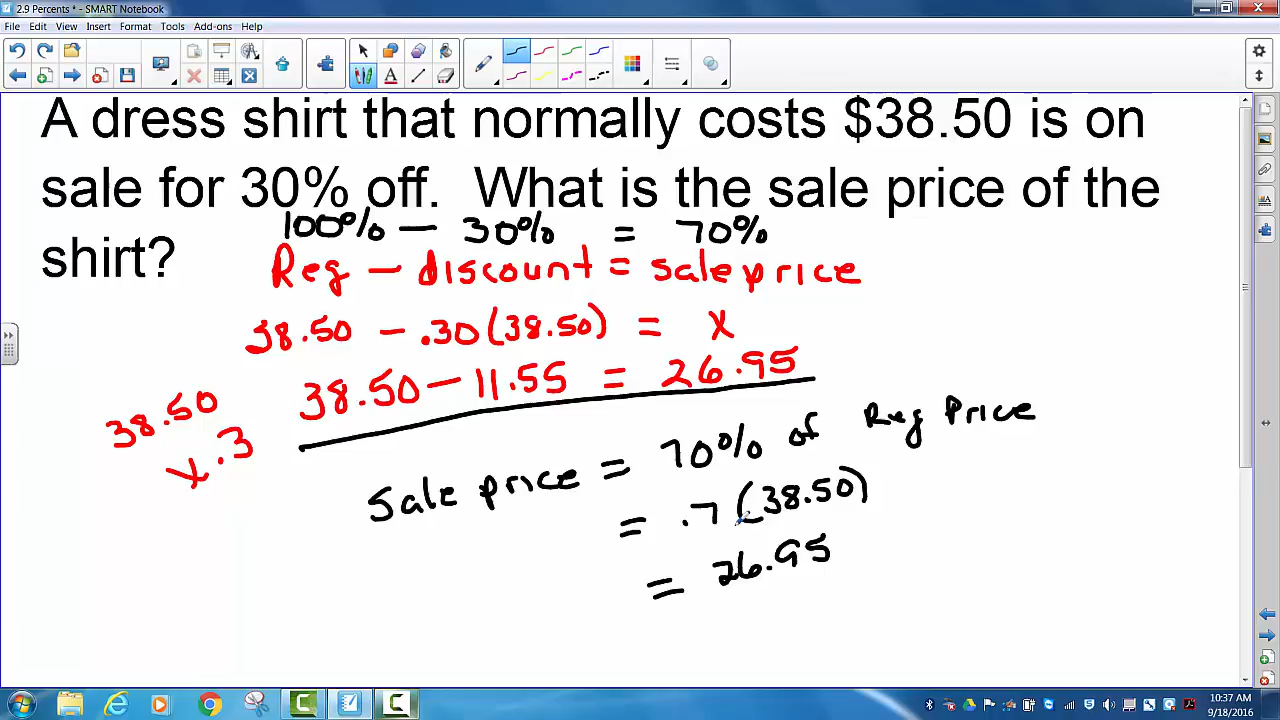 2.9 Percents * - SMART Notebook
File Edit View Insert Format Tools Add-ons Help
A dress shirt that normally costs $38.50 is on
sale for 30% off. What is the sale price of the
shirt?
100% - 30% = 70%
Reg - discount = sale price
38.50 - .30(38.50) = x
38.50 - 11.55 = 26.95
38.50
x .3
Sale price = 70% of Reg Price
= .7(38.50)
= 26.95
10:37 AM
9/18/2016